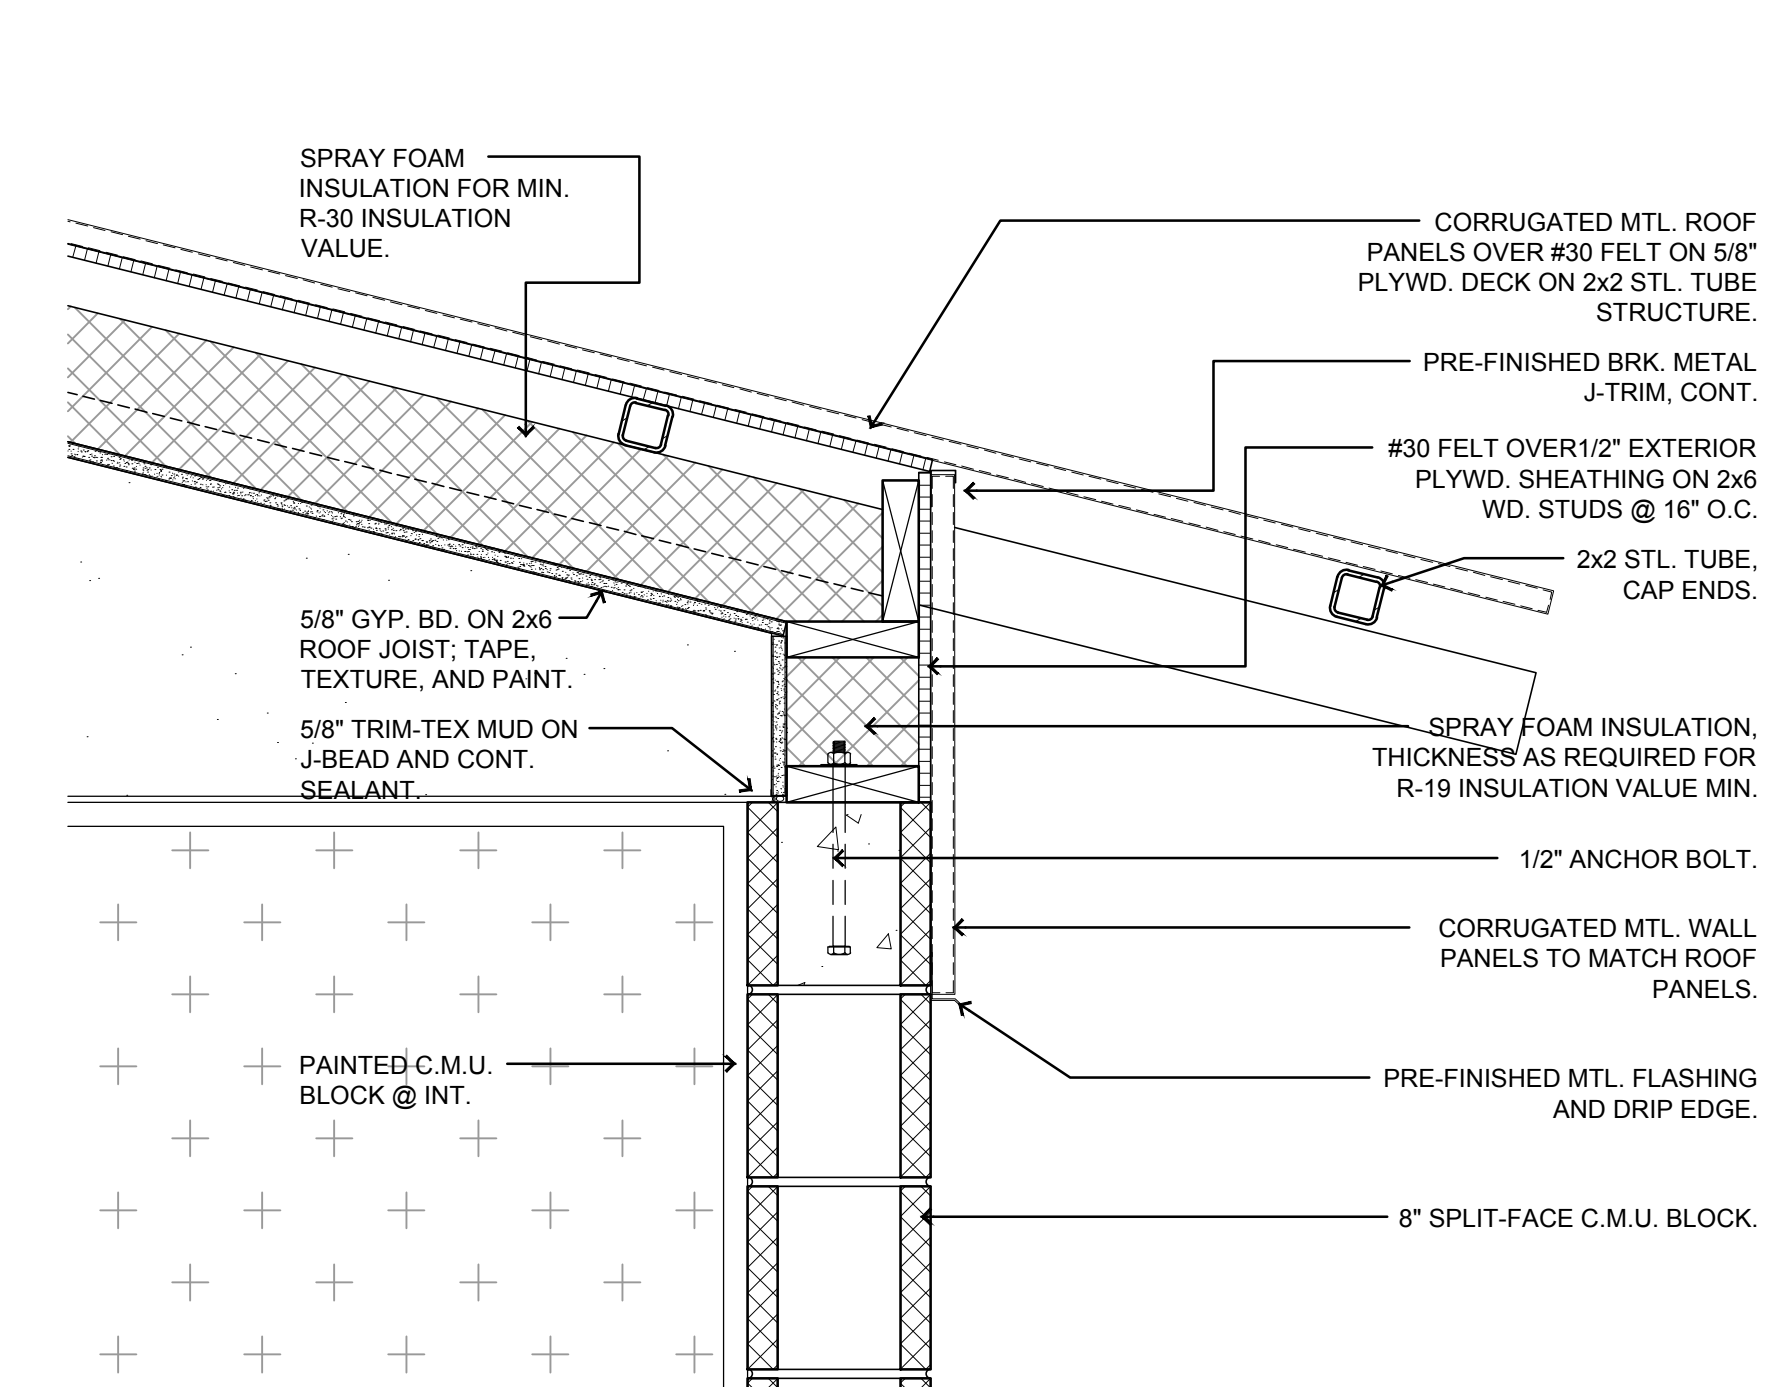 SPRAY FOAM
INSULATION FOR MIN.
R-30 INSULATION
VALUE.
5/8" GYP. BD. ON 2x6
ROOF JOIST; TAPE,
TEXTURE, AND PAINT.
5/8" TRIM-TEX MUD ON
J-BEAD AND CONT.
SEALANT.
PAINTED C.M.U.
BLOCK @ INT.
CORRUGATED MTL. ROOF
PANELS OVER #30 FELT ON 5/8"
PLYWD. DECK ON 2x2 STL. TUBE
STRUCTURE.
PRE-FINISHED BRK. METAL
J-TRIM, CONT.
#30 FELT OVER1/2" EXTERIOR
PLYWD. SHEATHING ON 2x6
WD. STUDS @ 16" O.C.
2x2 STL. TUBE,
CAP ENDS.
SPRAY FOAM INSULATION,
THICKNESS AS REQUIRED FOR
R-19 INSULATION VALUE MIN.
1/2" ANCHOR BOLT.
CORRUGATED MTL. WALL
PANELS TO MATCH ROOF
PANELS.
PRE-FINISHED MTL. FLASHING
AND DRIP EDGE.
8" SPLIT-FACE C.M.U. BLOCK.